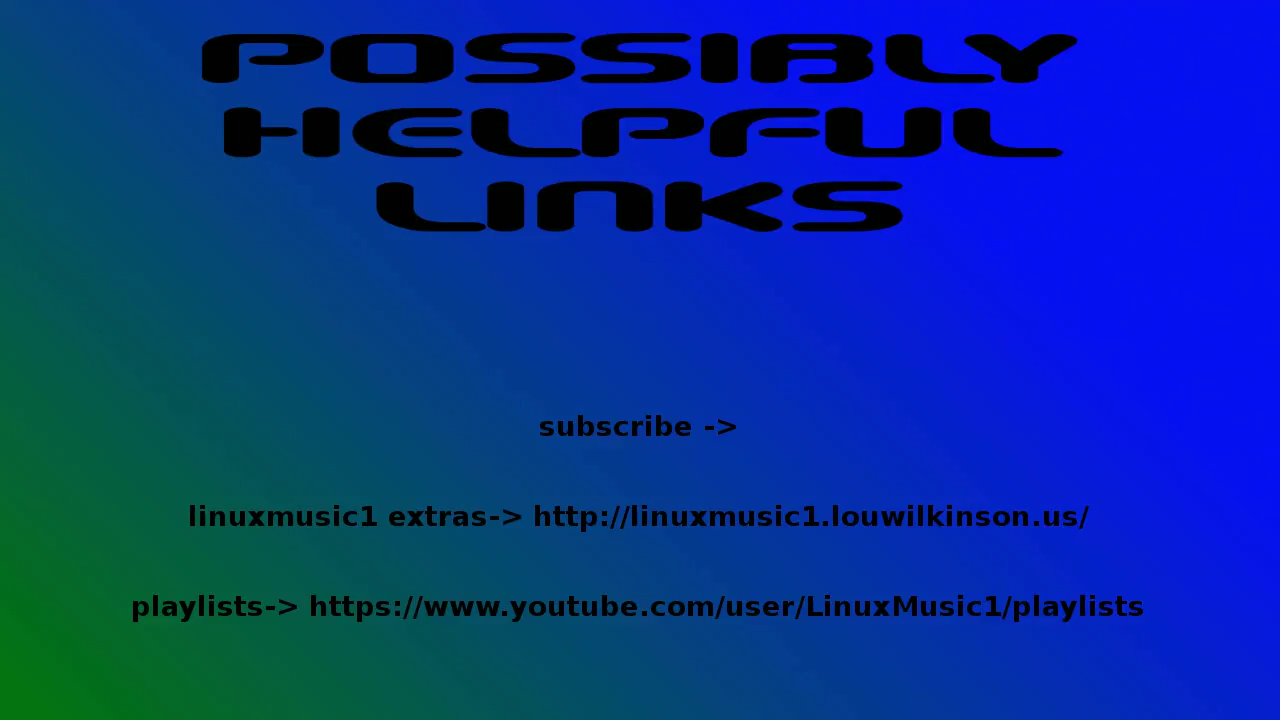 POSSIBLY
HELPFUL
LINKS
subscribe ->
linuxmusic1 extras-> http://linuxmusic1.louwilkinson.us/
playlists-> https://www.youtube.com/user/LinuxMusic1/playlists